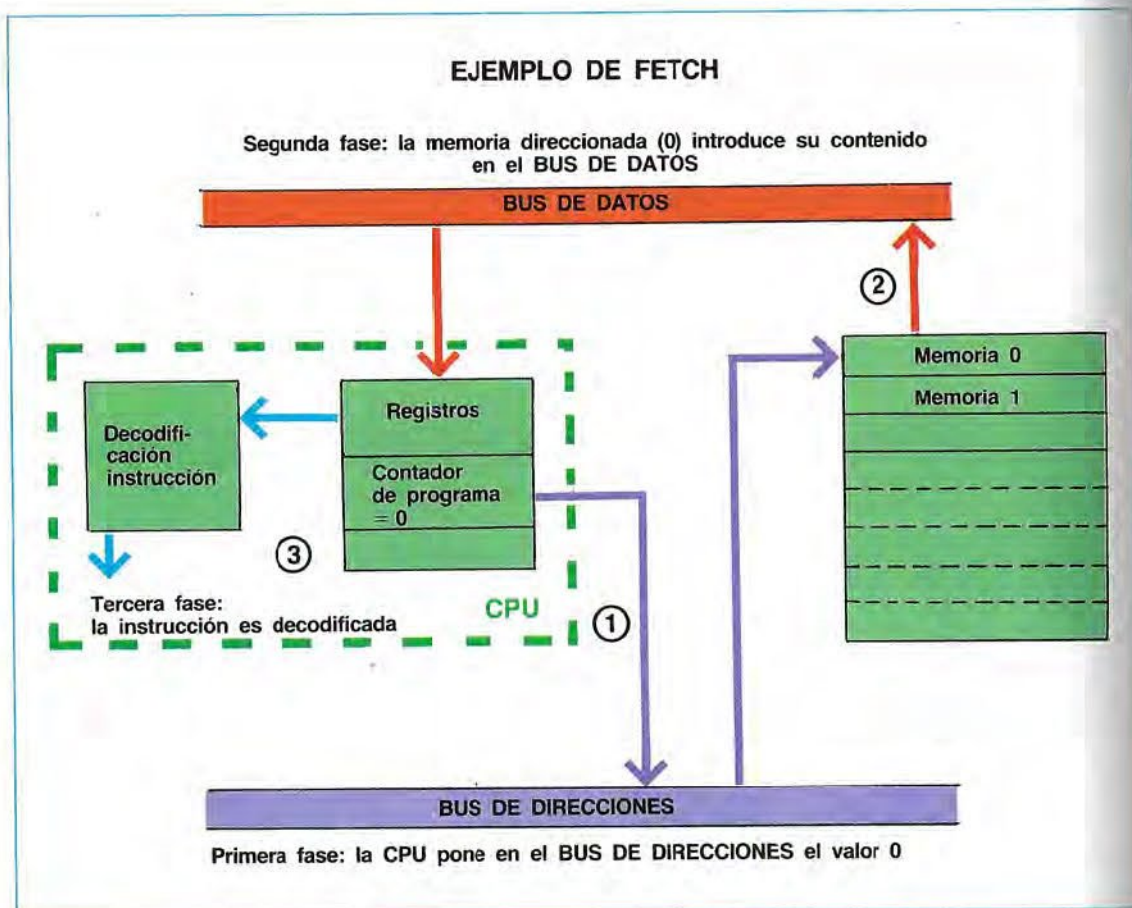 EJEMPLO DE FETCH
Segunda fase: la memoria direccionada (0) introduce su contenido
en el BUS DE DATOS
BUS DE DATOS
2
Memoria 0
Memoria 1
Decodifi-
cación
instrucción
Registros
Contador
de programa
= 0
3
Tercera fase:
la instrucción es decodificada
CPU
1
BUS DE DIRECCIONES
Primera fase: la CPU pone en el BUS DE DIRECCIONES el valor 0